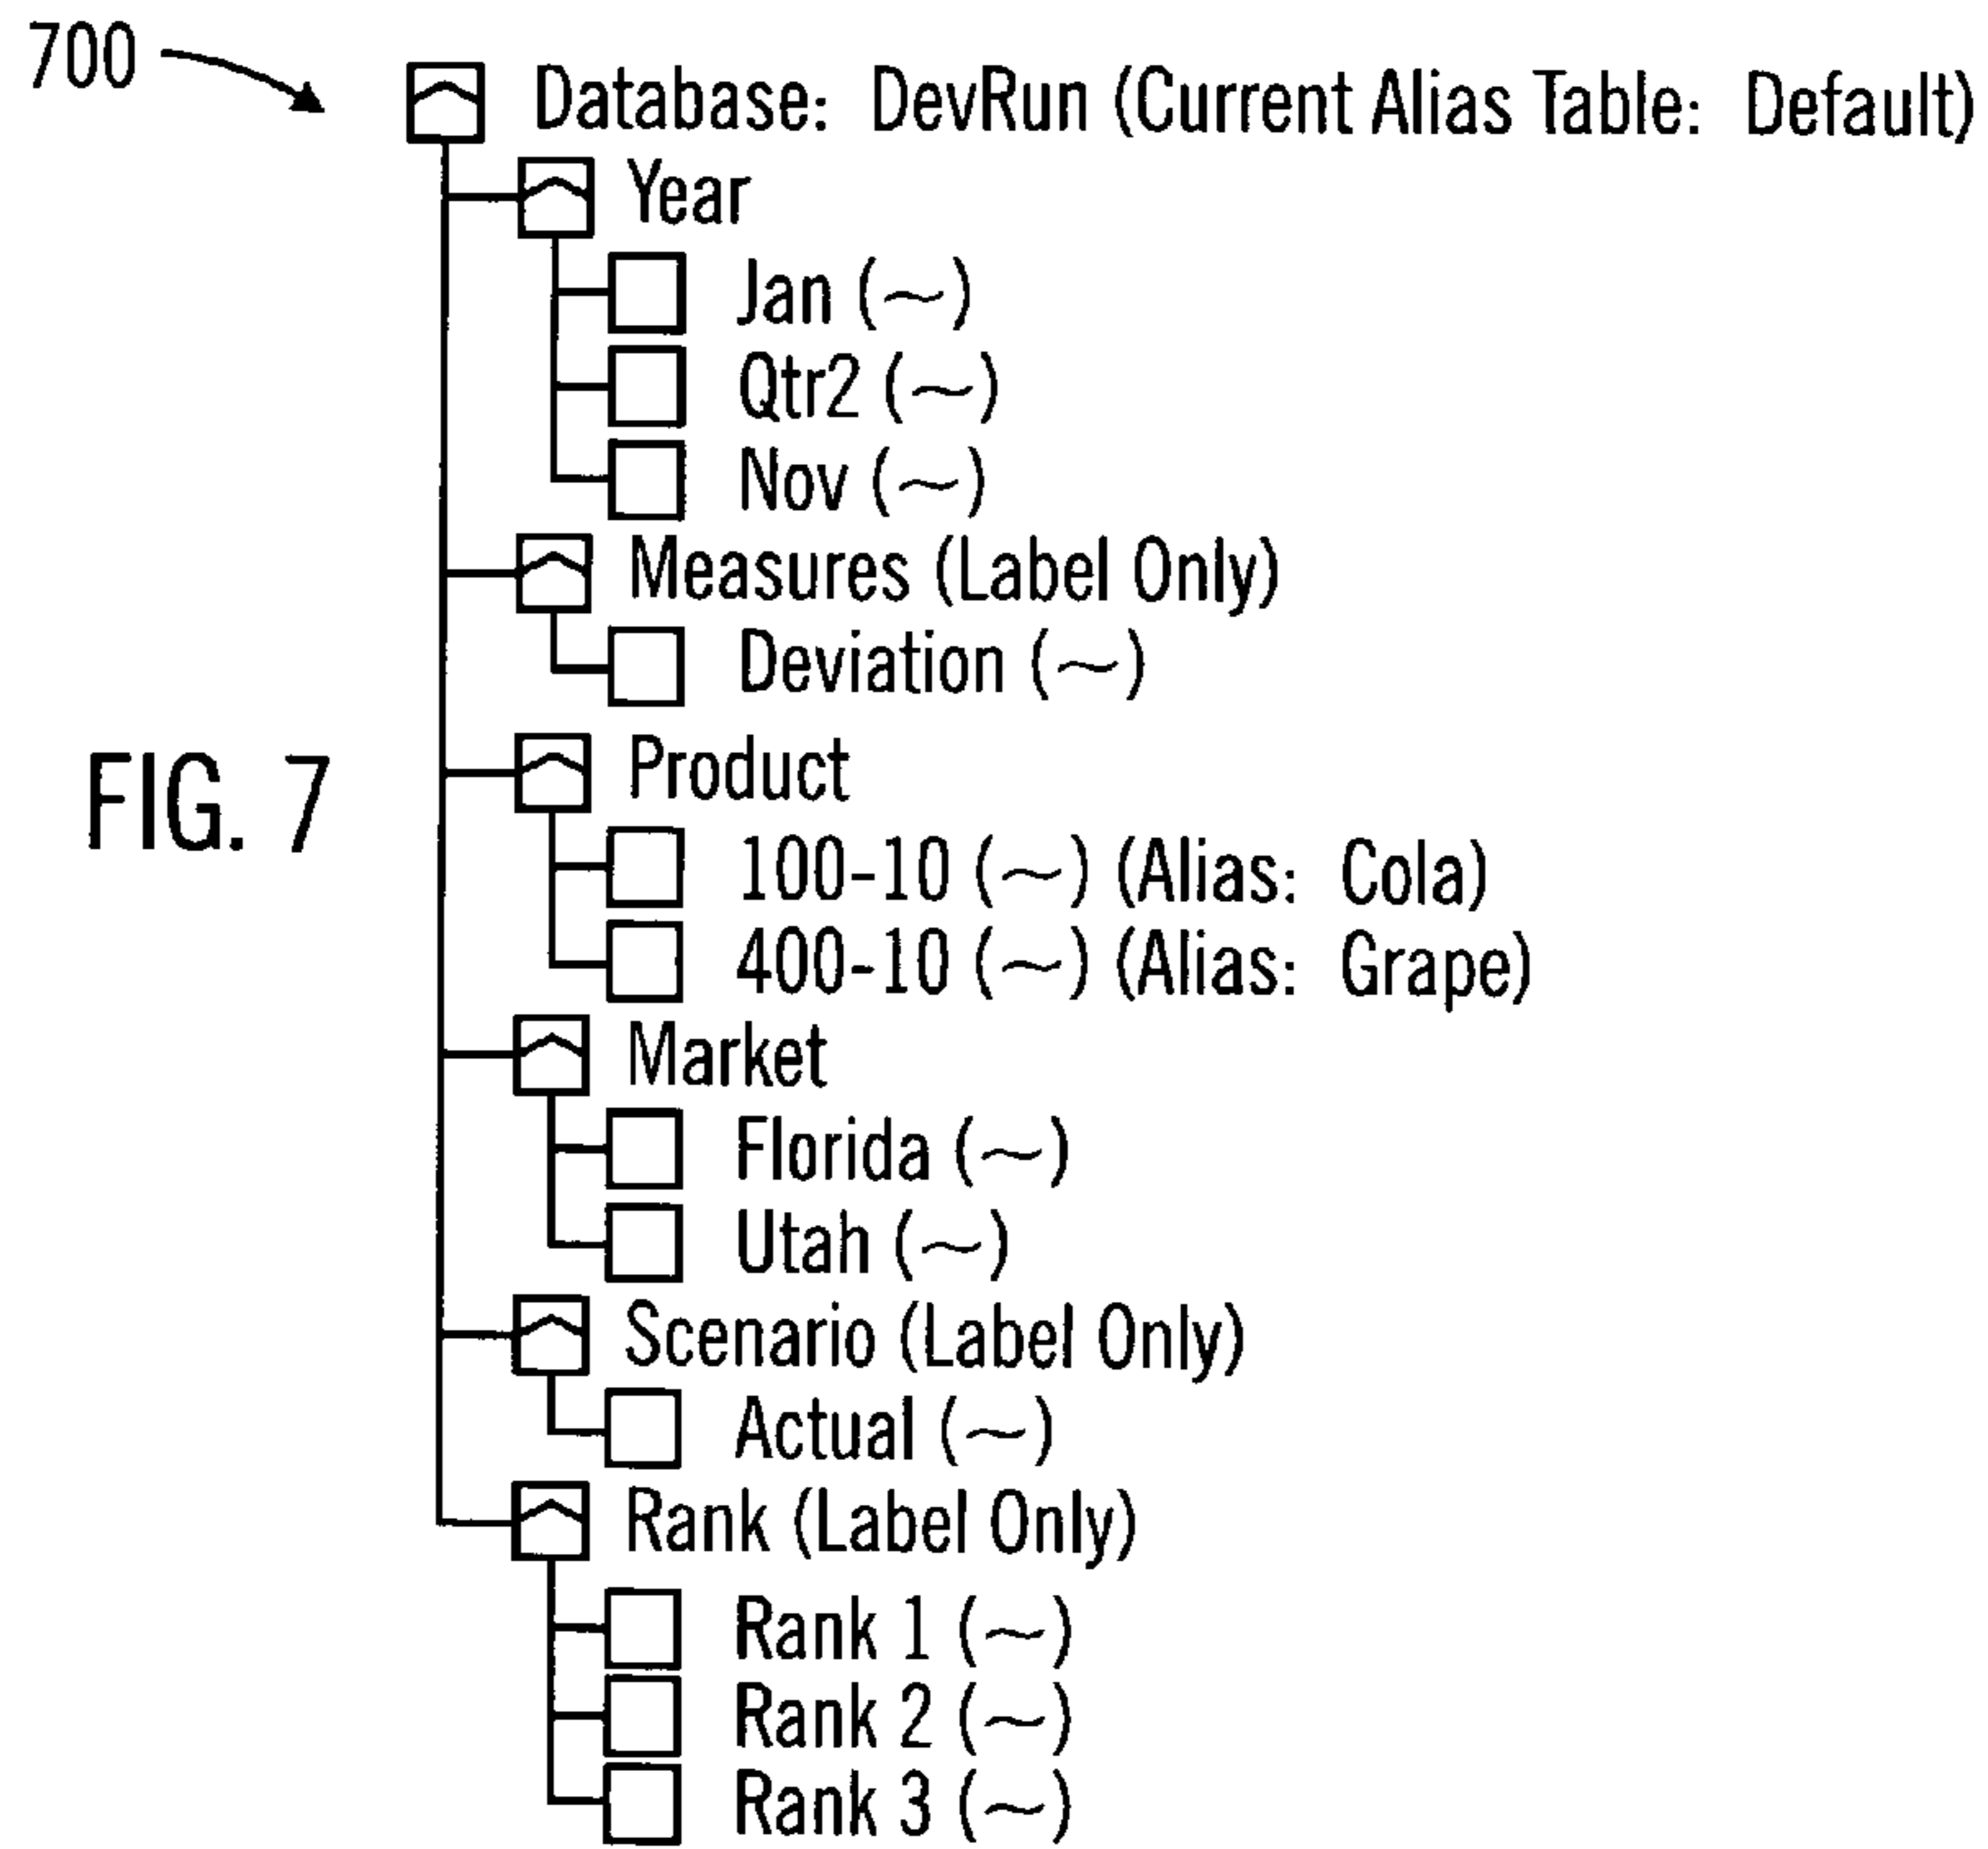 700
Database: DevRun (Current Alias Table: Default)
Year
Jan (~)
Qtr2 (~)
Nov (~)
Measures (Label Only)
Deviation (~)
FIG. 7
Product
100-10 (~) (Alias: Cola)
400-10 (~) (Alias: Grape)
Market
Florida (~)
Utah (~)
Scenario (Label Only)
Actual (~)
Rank (Label Only)
Rank 1 (~)
Rank 2 (~)
Rank 3 (~)